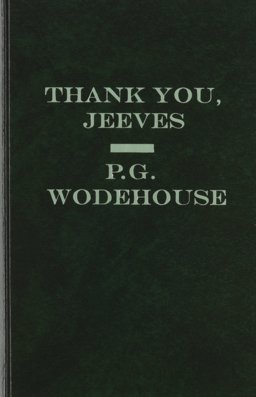 THANK YOU,
JEEVES
P.G.
WODEHOUSE